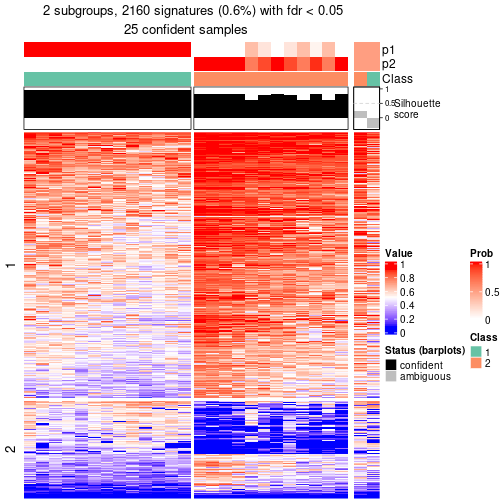 2 subgroups, 2160 signatures (0.6%) with fdr < 0.05
25 confident samples
p1
p2
Class
1
0.5
0
Silhouette
score
1
2
Value
1
0.8
0.6
0.4
0.2
0
Status (barplots)
confident
ambiguous
Prob
1
0.5
0
Class
1
2